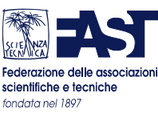 SCIENZA
TECNICA
FAST
Federazione delle associazioni
scientifiche e tecniche
fondata nel 1897